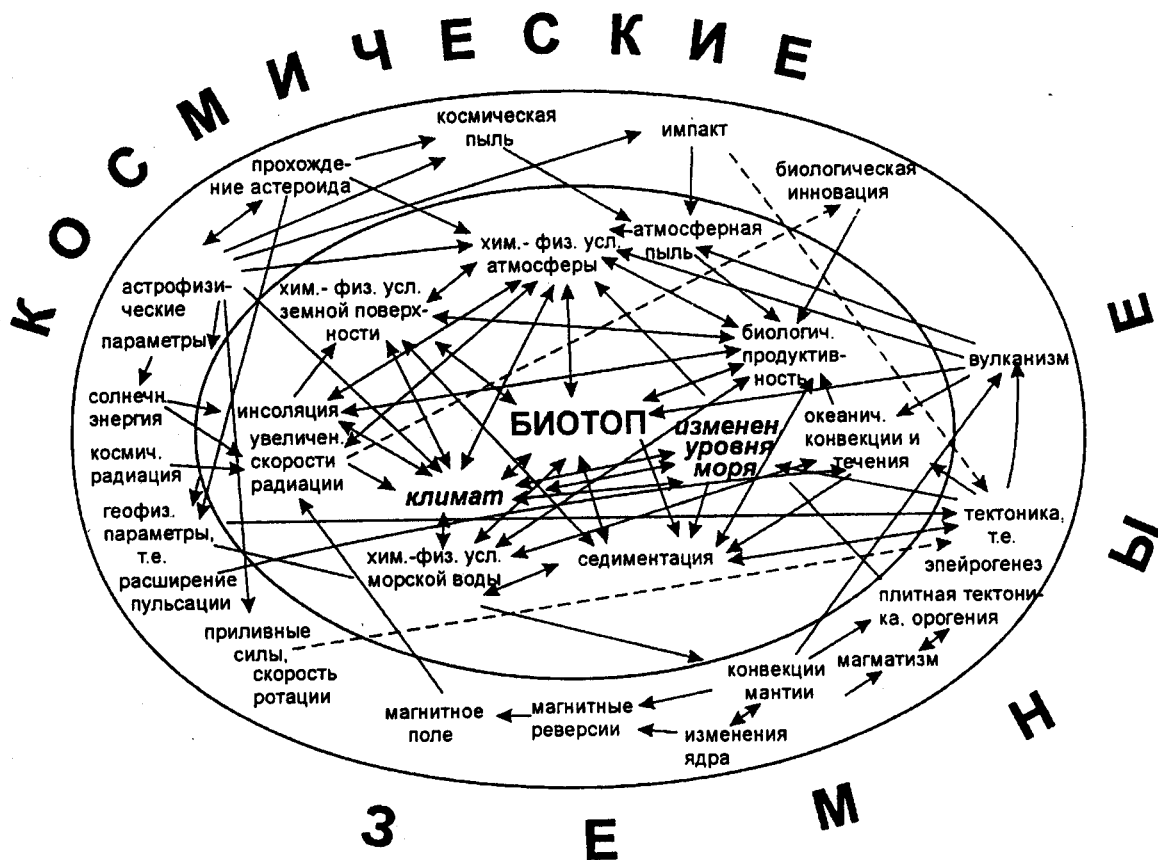 КОСМИЧЕСКИЕ
космическая
пыль
импакт
прохожде-
ние астероида
биологическая
инновация
атмосферная
пыль
хим.- физ. усл.
атмосферы
астрофизи-
ческие
параметры
хим.- физ. усл.
земной поверх-
ности
биологич.
продуктив-
ность
вулканизм
солнечн.
энергия
инсоляция
увеличен.
скорости
радиации
БИОТОП
изменен.
уровня
моря
океанич.
конвекции и
течения
космич.
радиация
климат
геофиз.
параметры,
т.е.
расширение
пульсации
хим.-физ. усл.
морской воды
седиментация
тектоника,
т.е.
эпейрогенез
плитная тектони-
ка, орогения
приливные
силы,
скорость
ротации
конвекции
мантии
магматизм
магнитное
поле
магнитные
реверсии
изменения
ядра
ЗЕМНЫЕ